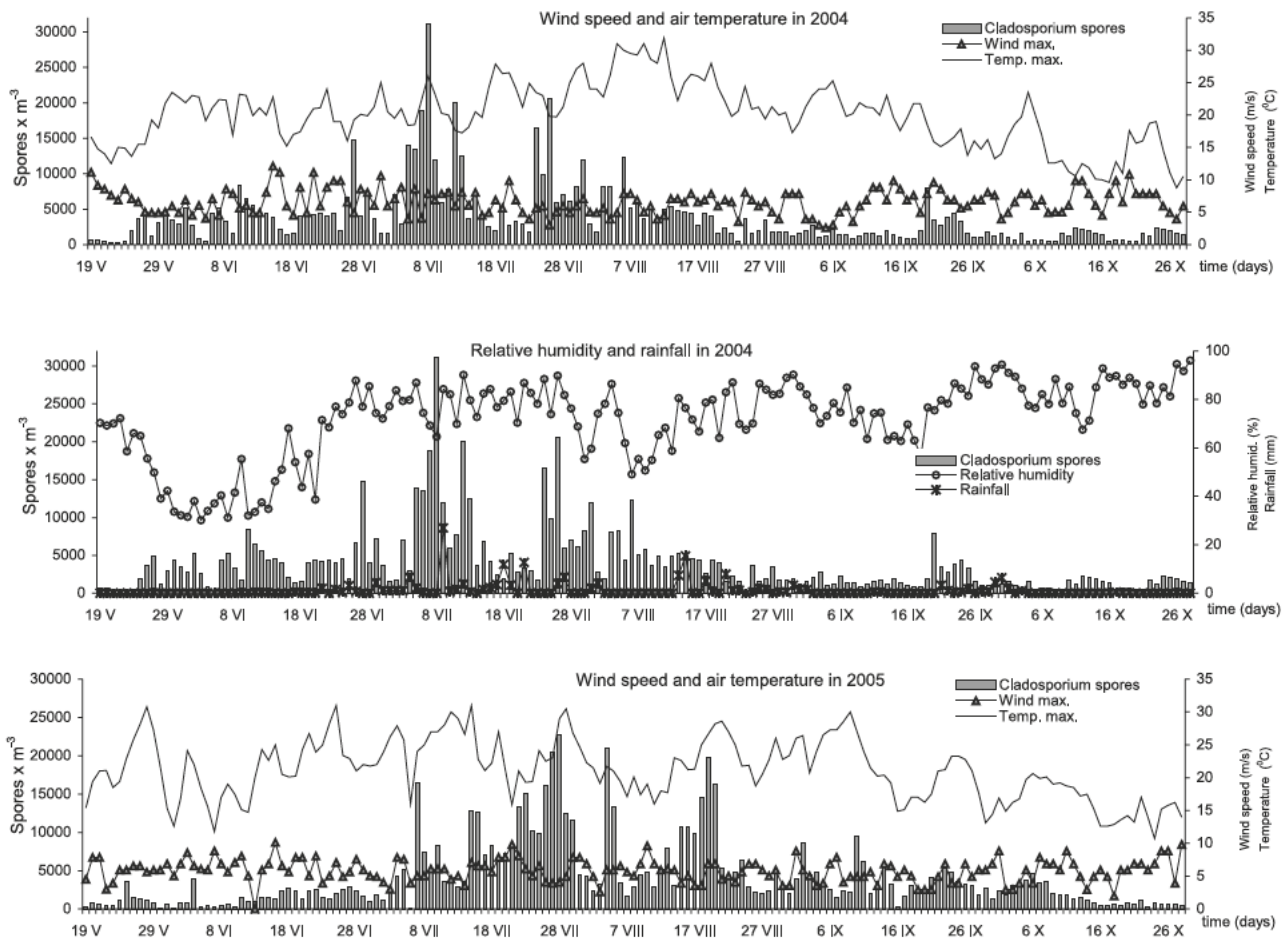 Wind speed and air temperature in 2004
Cladosporium spores
Wind max,
Temp. max.
Spores x m⁻³
30000
25000
20000
15000
10000
5000
0
35
30
25
20
15
10
5
0
Wind speed (m/s)
Temperature (⁰C)
19 V 29 V 8 VI 18 VI 28 VI 8 VII 18 VII 28 VII 7 VIII 17 VIII 27 VIII 6 IX 16 IX 26 IX 6 X 16 X 26 X time (days)
Relative humidity and rainfall in 2004
Spores x m⁻³
30000
25000
20000
15000
10000
5000
0
Cladosporium spores
Relative humidity
Rainfall
100
80
60
40
20
0
Relative humid. (%)
Rainfall (mm)
19 V 29 V 8 VI 18 VI 28 VI 8 VII 18 VII 28 VII 7 VIII 17 VIII 27 VIII 6 IX 16 IX 26 IX 6 X 16 X 26 X time (days)
Wind speed and air temperature in 2005
Cladosporium spores
Wind max.
Temp. max.
Spores x m⁻³
30000
25000
20000
15000
10000
5000
0
35
30
25
20
15
10
5
0
Wind speed (m/s)
Temperature (⁰C)
19 V 29 V 8 VI 18 VI 28 VI 8 VII 18 VII 28 VII 7 VIII 17 VIII 27 VIII 6 IX 16 IX 26 IX 6 X 16 X 26 X time (days)